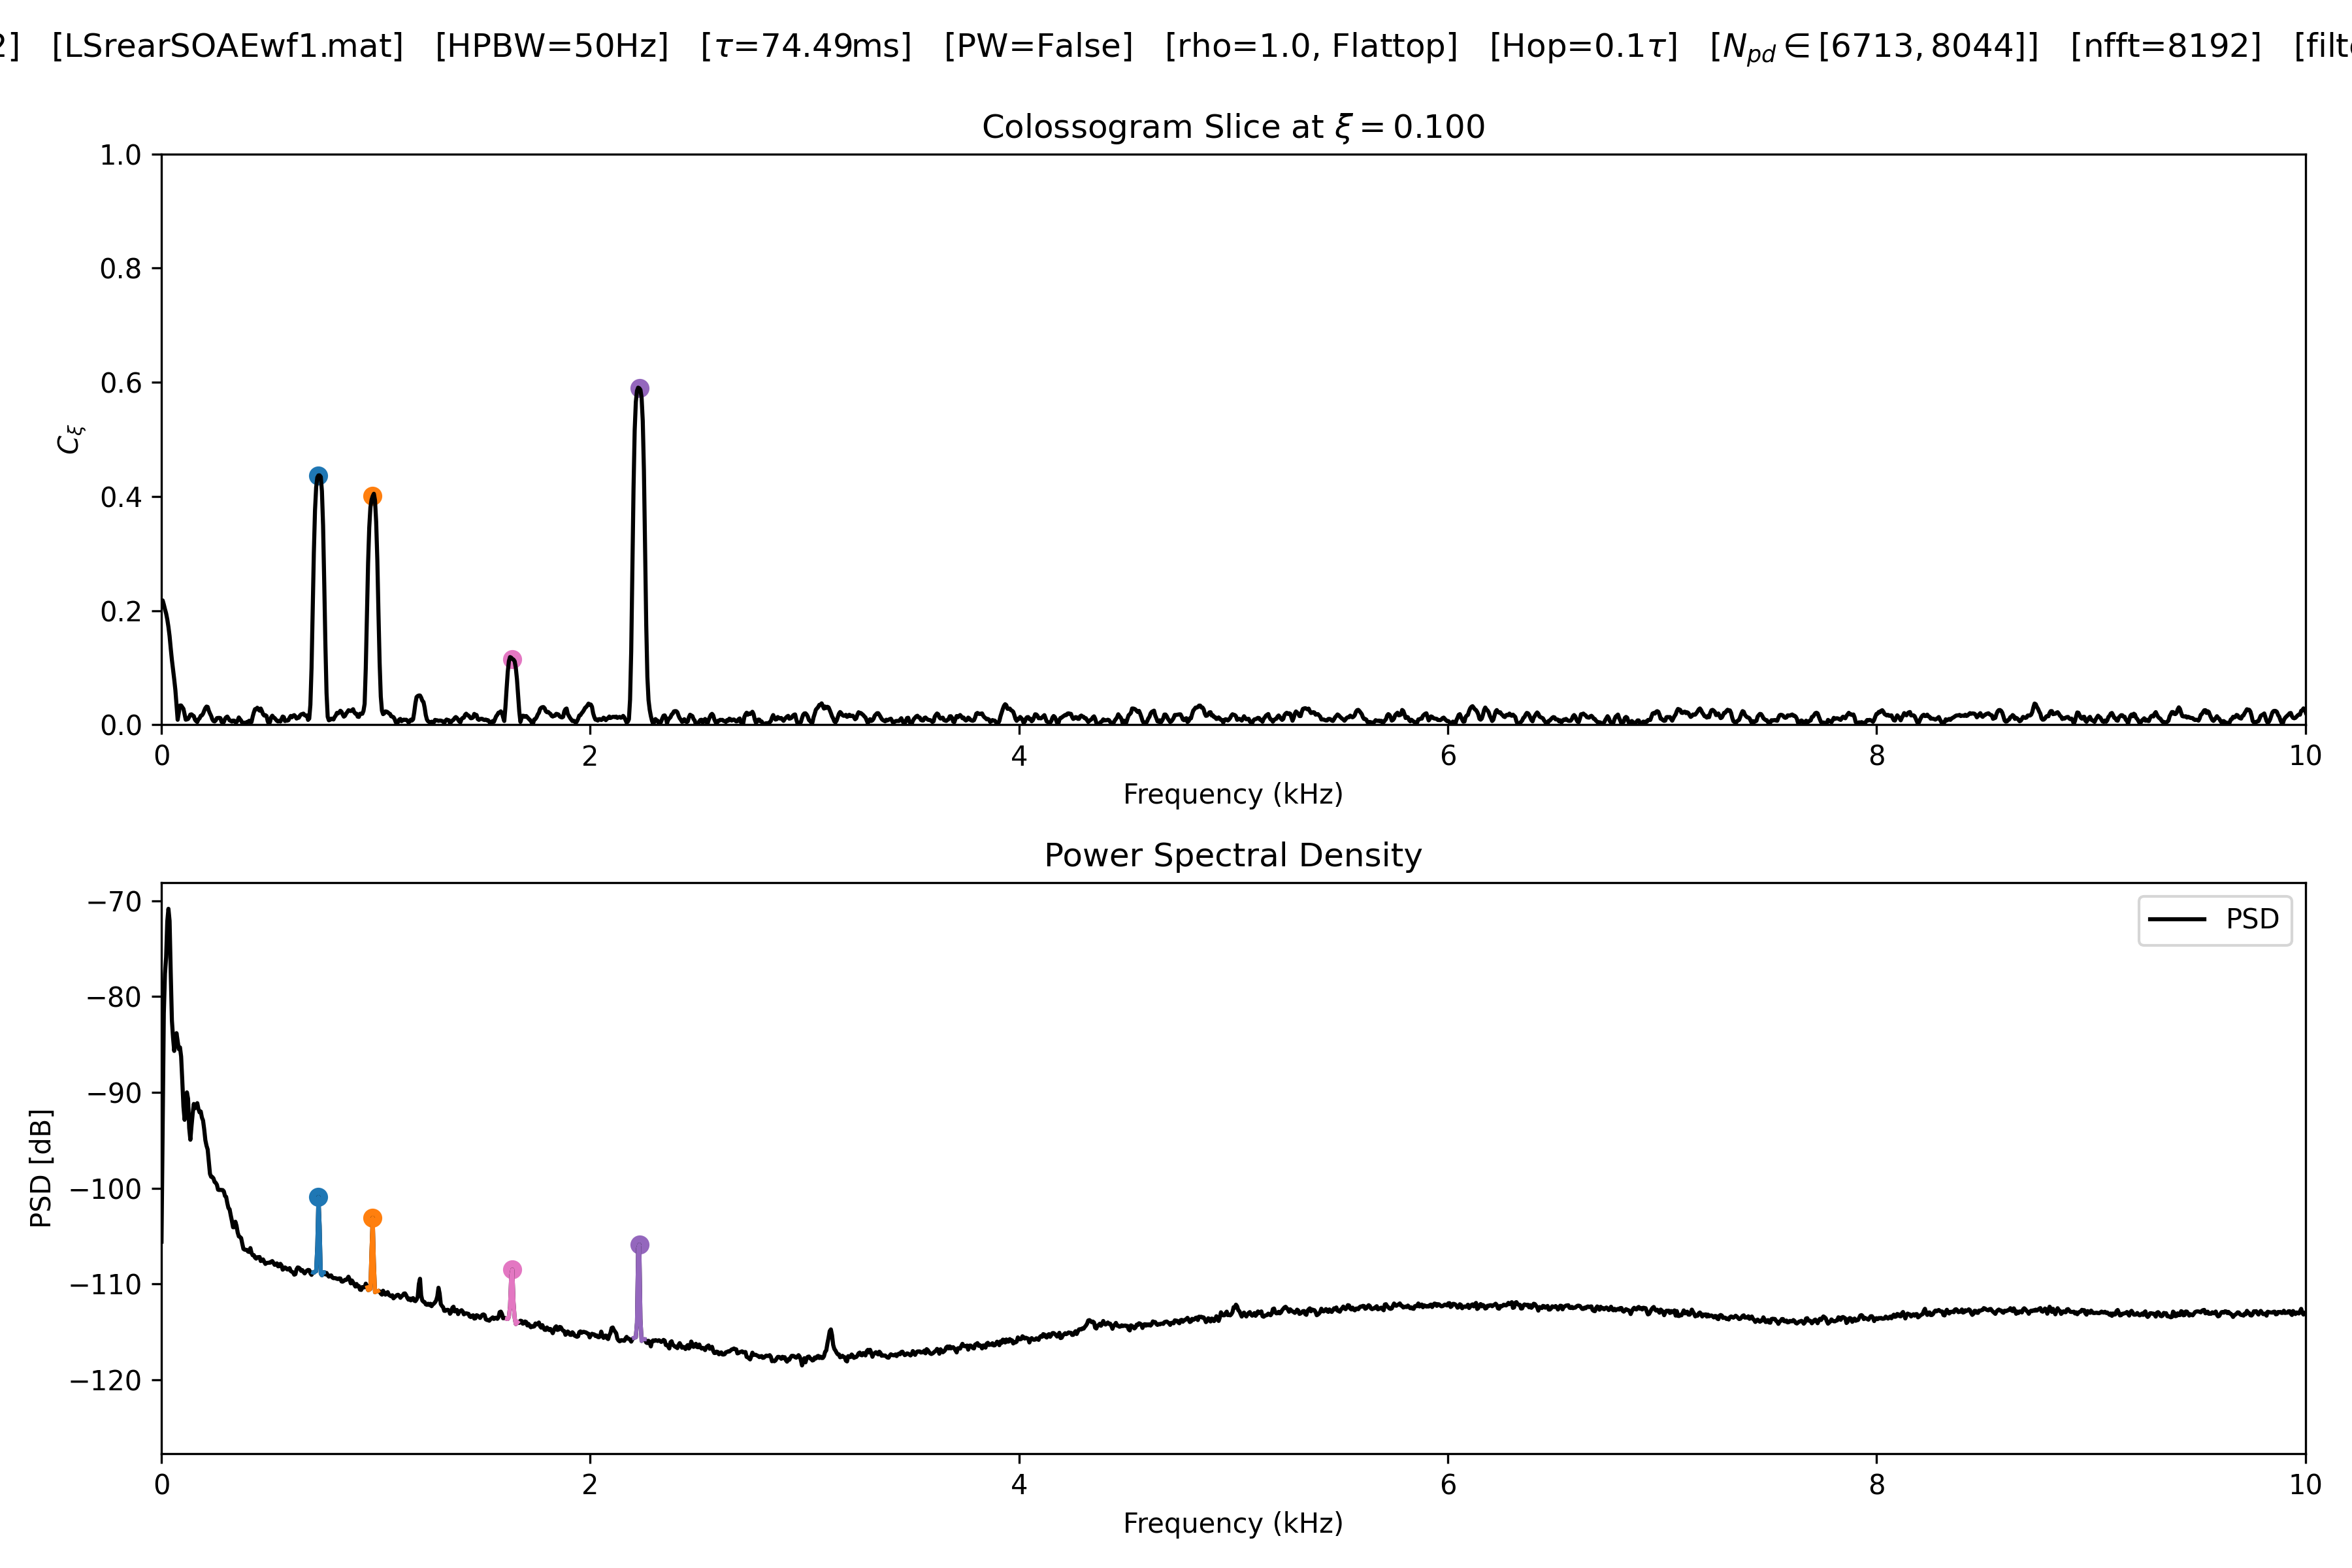 2]   [LSrearSOAEwf1.mat]   [HPBW=50Hz]   [τ=74.49ms]   [PW=False]   [rho=1.0, Flattop]   [Hop=0.1τ]   [N_pd ∈ [6713, 8044]]   [nfft=8192]   [filt
Colossogram Slice at ξ = 0.100
1.0
0.8
0.6
0.4
0.2
0.0
C_ξ
0 2 4 6 8 10
Frequency (kHz)
Power Spectral Density
−70
−80
−90
−100
−110
−120
PSD [dB]
PSD
0 2 4 6 8 10
Frequency (kHz)